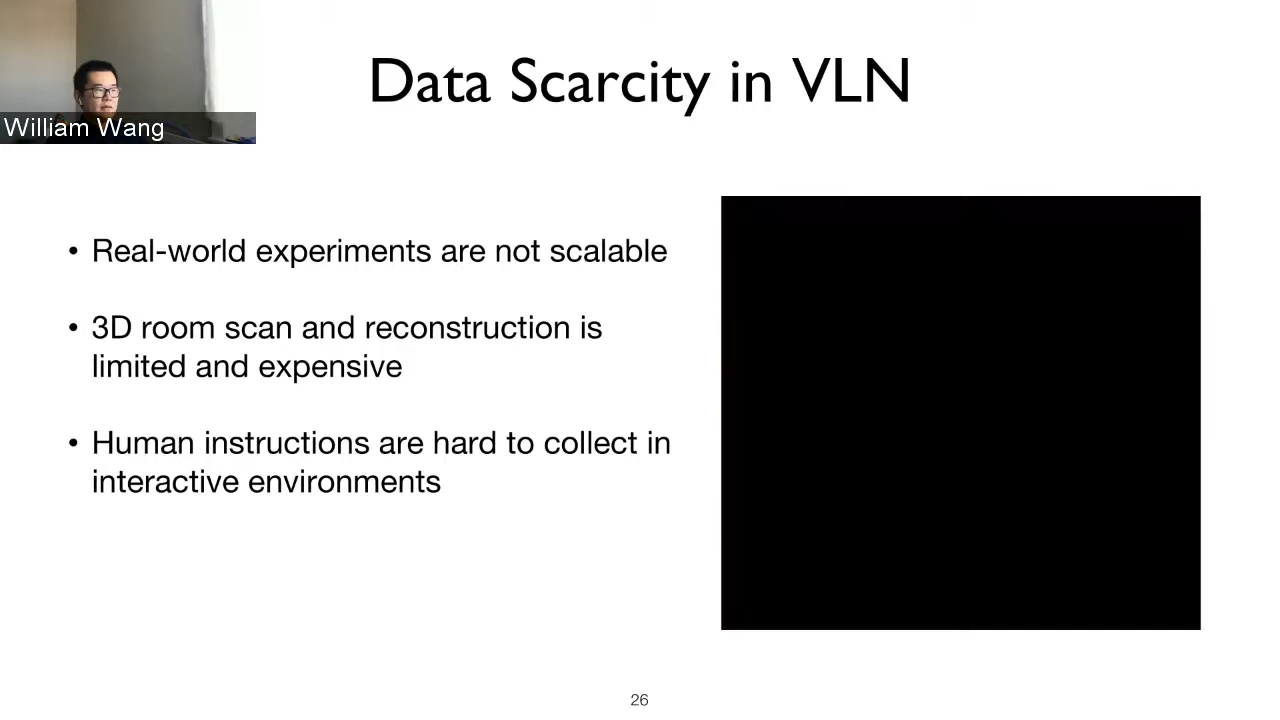 Data Scarcity in VLN
William Wang
• Real-world experiments are not scalable
• 3D room scan and reconstruction is
limited and expensive
• Human instructions are hard to collect in
interactive environments
26